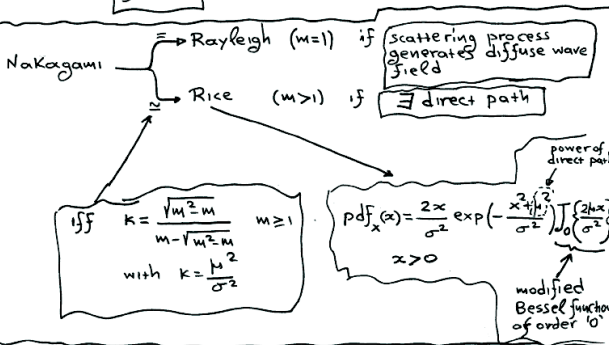 ≡
Rayleigh (m=1) if scattering process
generates diffuse wave
field
Nakagami
≅ Rice (m>1) if ∃ direct path
power of
direct
iff K = √(m²-m) / (m-√(m²-m)) m≥1
with K = μ²/σ²
pdfₓ(x) = 2x/σ² exp(-(x²+μ²)/σ²) J₀{2μx/σ²}
x>0
modified
Bessel
of order '0'